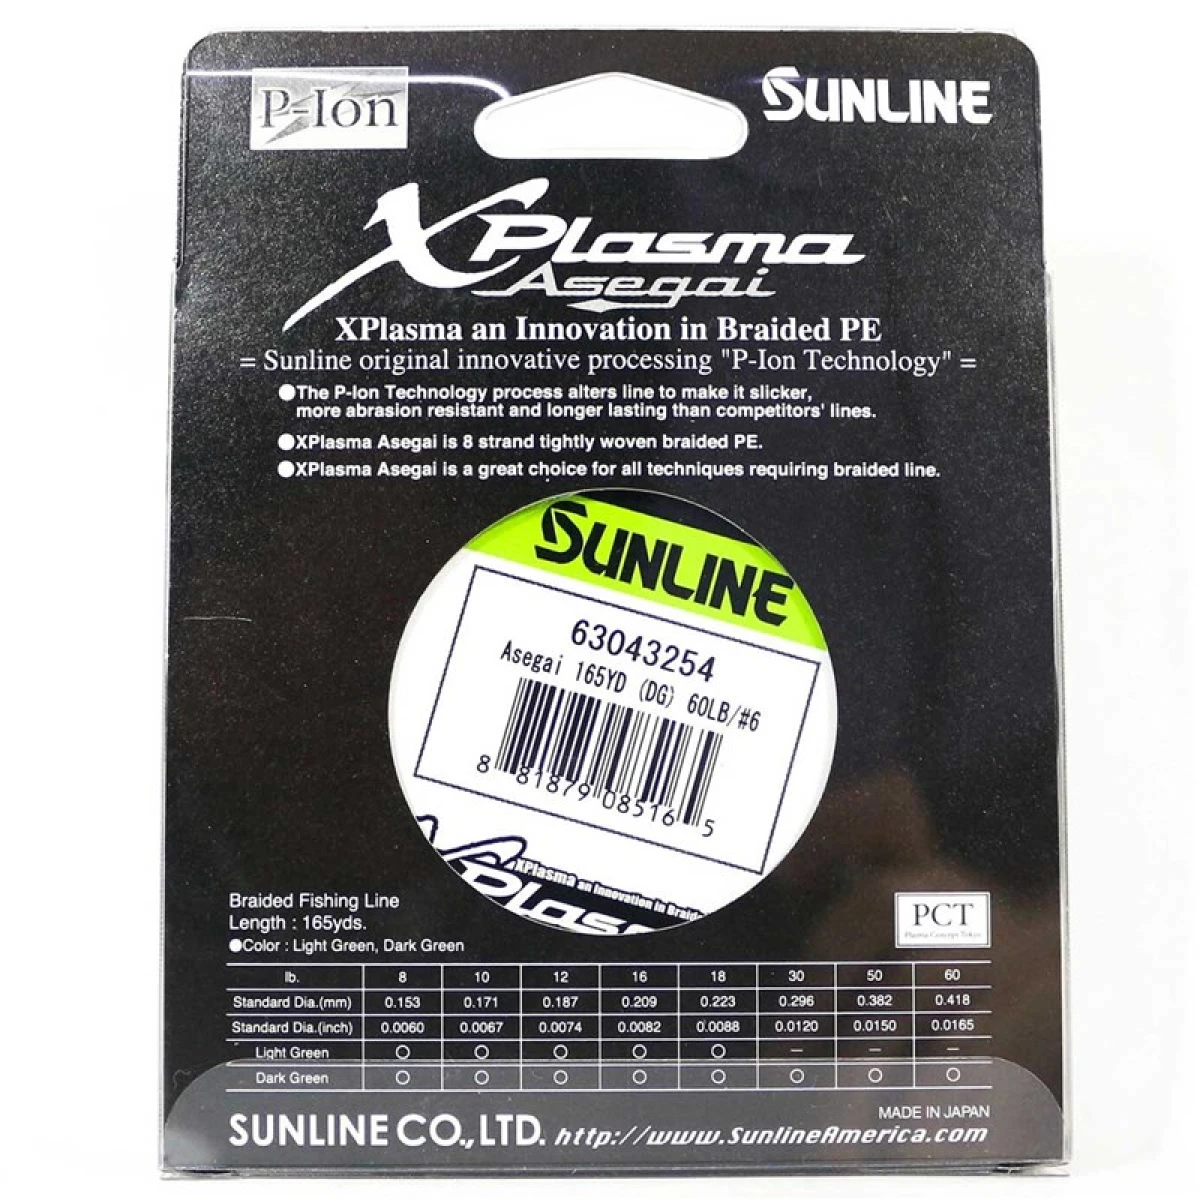 P-Ion
SUNLINE
XPlasma
Asegai
XPlasma an Innovation in Braided PE
= Sunline original innovative processing "P-Ion Technology" =
●The P-Ion Technology process alters line to make it slicker,
more abrasion resistant and longer lasting than competitors' lines.
●XPlasma Asegai is 8 strand tightly woven braided PE.
●XPlasma Asegai is a great choice for all techniques requiring braided line.
SUNLINE
63043254
Asegai 165YD (DG) 60LB/#6
8 81879 08516 5
XPlasma an Innovation in Braid
XPlas
Braided Fishing Line
Length : 165yds.
●Color : Light Green, Dark Green
PCT
Plasma Concept Tokyo
lb. 8 10 12 16 18 30 50 60
Standard Dia.(mm) 0.153 0.171 0.187 0.209 0.223 0.296 0.382 0.418
Standard Dia.(inch) 0.0060 0.0067 0.0074 0.0082 0.0088 0.0120 0.0150 0.0165
Light Green ○ ○ ○ ○ ○ — — —
Dark Green ○ ○ ○ ○ ○ ○ ○ ○
MADE IN JAPAN
SUNLINE CO.,LTD. http://www.SunlineAmerica.com